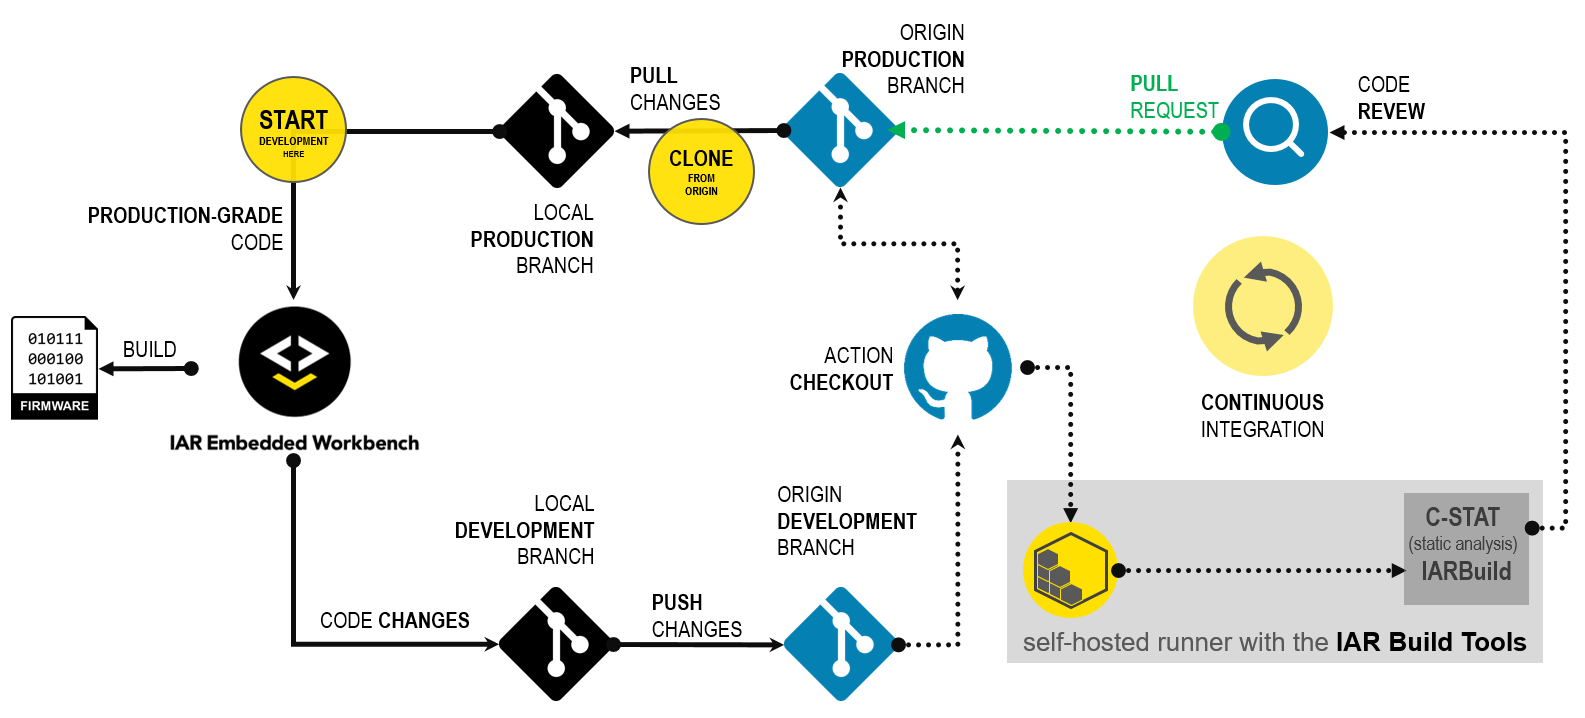 ORIGIN
PRODUCTION
BRANCH
PULL
CHANGES
PULL
REQUEST
CODE
REVEW
START
DEVELOPMENT
HERE
CLONE
FROM
ORIGIN
PRODUCTION-GRADE
CODE
LOCAL
PRODUCTION
BRANCH
010111
000100
101001
FIRMWARE
BUILD
IAR Embedded Workbench
ACTION
CHECKOUT
CONTINUOUS
INTEGRATION
LOCAL
DEVELOPMENT
BRANCH
ORIGIN
DEVELOPMENT
BRANCH
C-STAT
(static analysis)
IARBuild
CODE CHANGES
PUSH
CHANGES
self-hosted runner with the IAR Build Tools